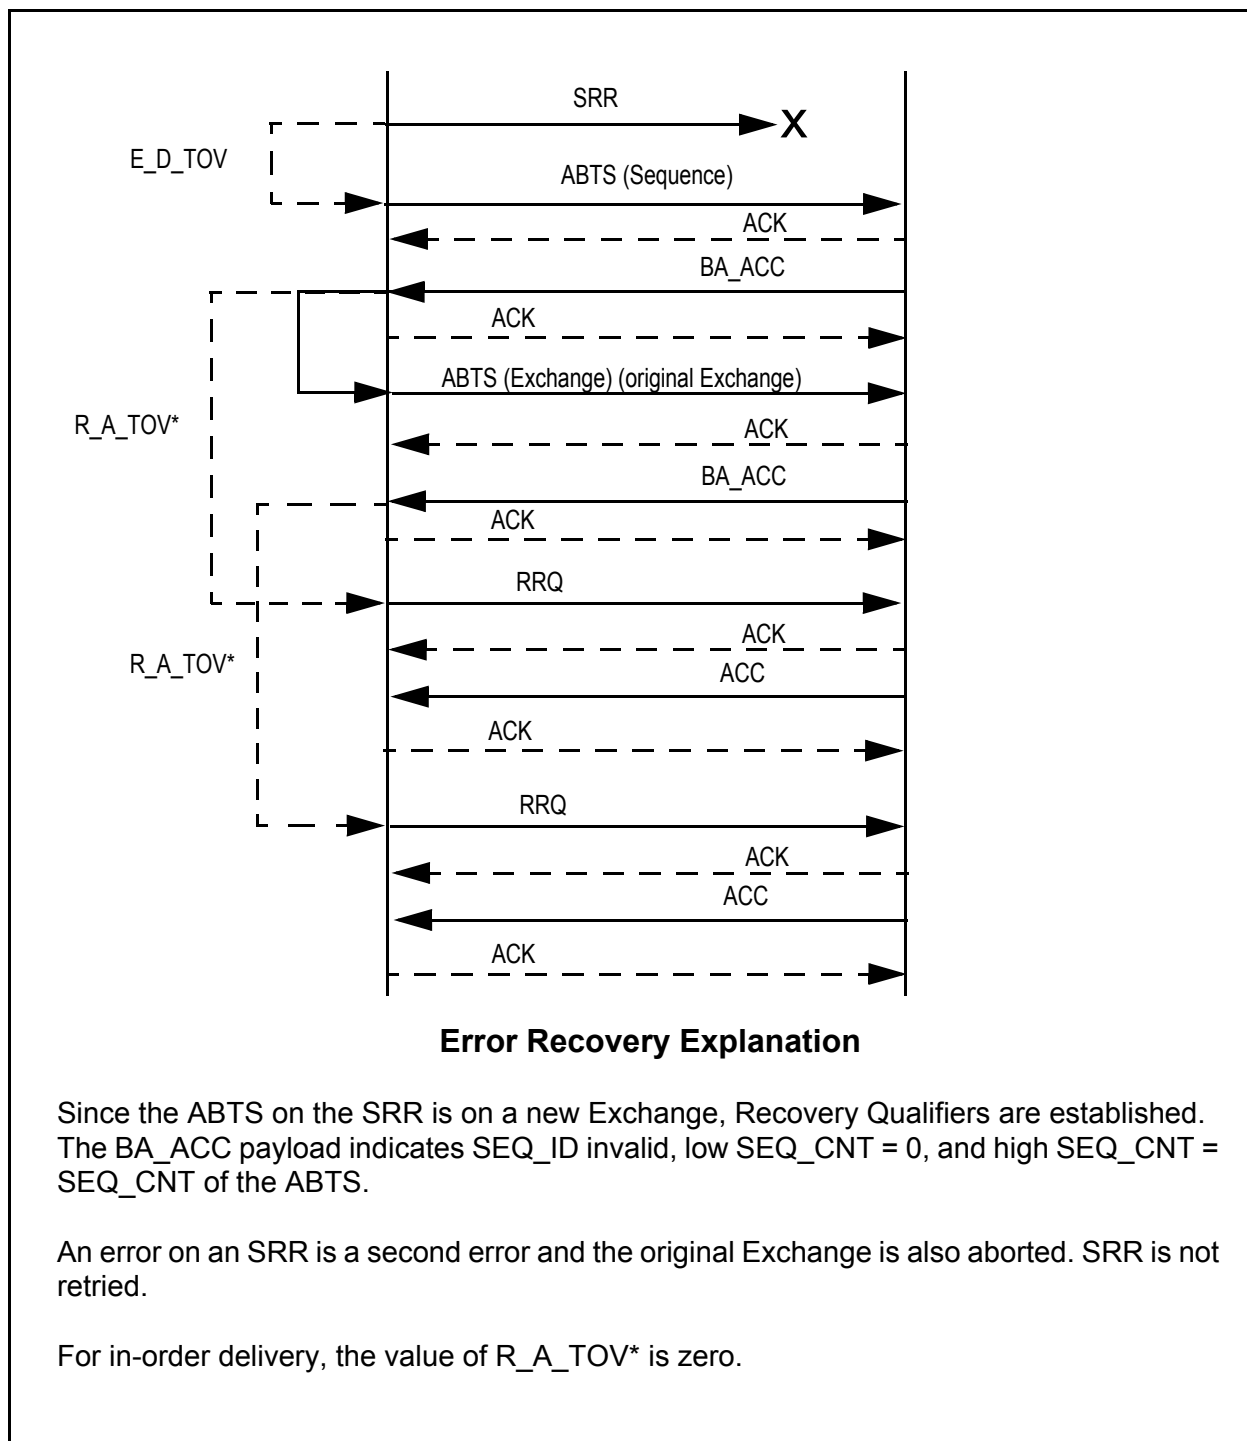 SRR
X
E_D_TOV
ABTS (Sequence)
ACK
BA_ACC
ACK
ABTS (Exchange) (original Exchange)
R_A_TOV*
ACK
BA_ACC
ACK
RRQ
ACK
R_A_TOV*
ACC
ACK
RRQ
ACK
ACC
ACK
Error Recovery Explanation
Since the ABTS on the SRR is on a new Exchange, Recovery Qualifiers are established.
The BA_ACC payload indicates SEQ_ID invalid, low SEQ_CNT = 0, and high SEQ_CNT =
SEQ_CNT of the ABTS.
An error on an SRR is a second error and the original Exchange is also aborted. SRR is not
retried.
For in-order delivery, the value of R_A_TOV* is zero.